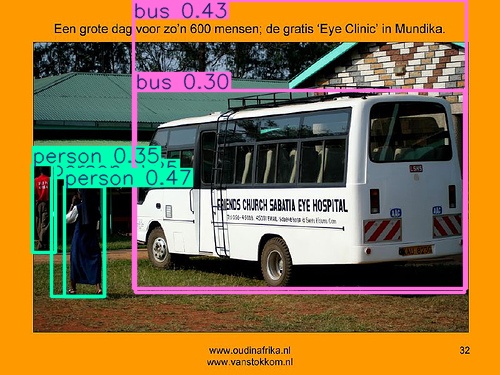 bus 0.43
Een grote dag voor zo'n 600 mensen; de gratis 'Eye Clinic' in Mundika.
bus 0.30
person 0.35
person 0.47
FRIENDS CHURCH SABATIA EYE HOSPITAL
www.oudinafrika.nl
32
www.vanstokkom.nl